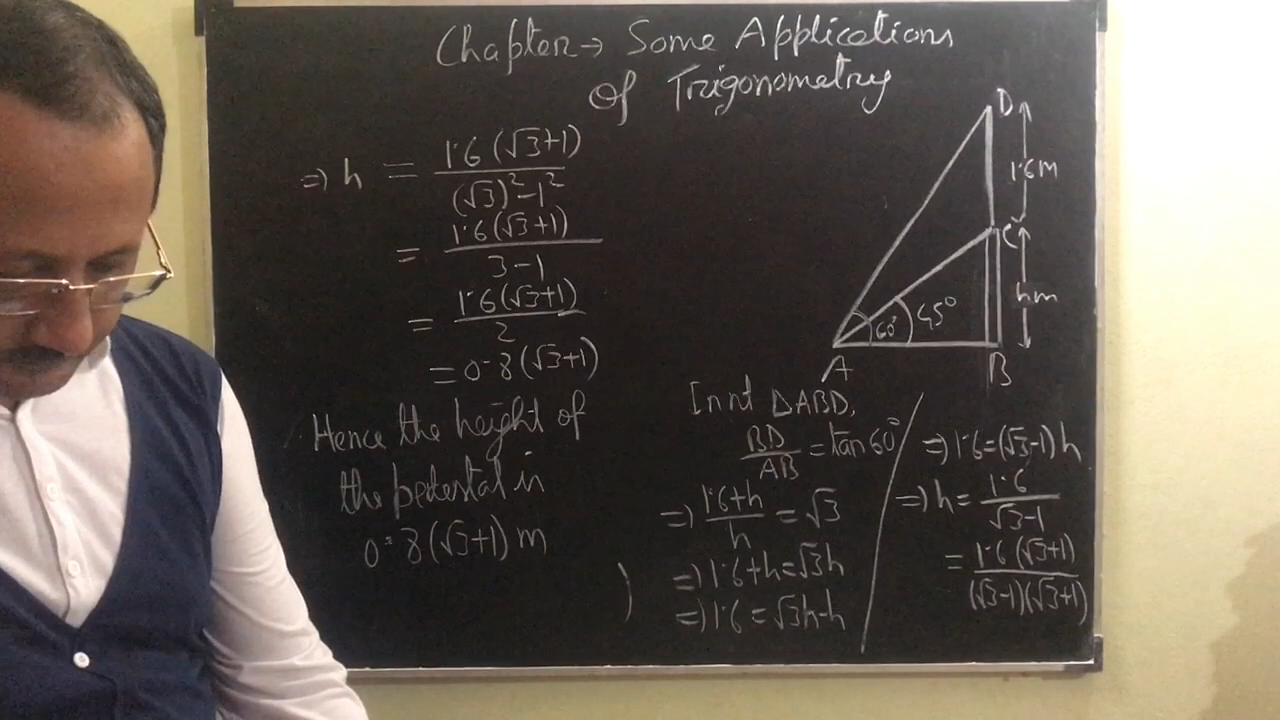 Chapter → Some Applications
of Trigonometry
⇒ h = 1.6(√3+1) / (√3)²-1²
= 1.6(√3+1) / 3-1
= 1.6(√3+1) / 2
= 0.8(√3+1)
Hence the height of
the pedestal is
0.8(√3+1) m
D
1.6m
C
hm
60° 45°
A B
In rt △ABD,
BD/AB = tan 60°
⇒ 1.6+h / h = √3
⇒ 1.6+h=√3h
⇒ 1.6=√3h-h
⇒ 1.6=(√3-1)h
⇒ h = 1.6 / √3-1
= 1.6(√3+1) / (√3-1)(√3+1)